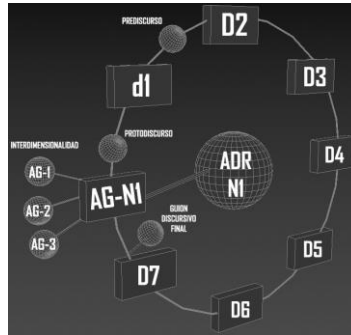 PREDISCURSO
D2
d1
D3
PROTODISCURSO
INTERDIMENSIONALIDAD
AG-1
AG-2
AG-3
AG-N1
ADR
N1
D4
GUION
DISCURSIVO
FINAL
D7
D5
D6